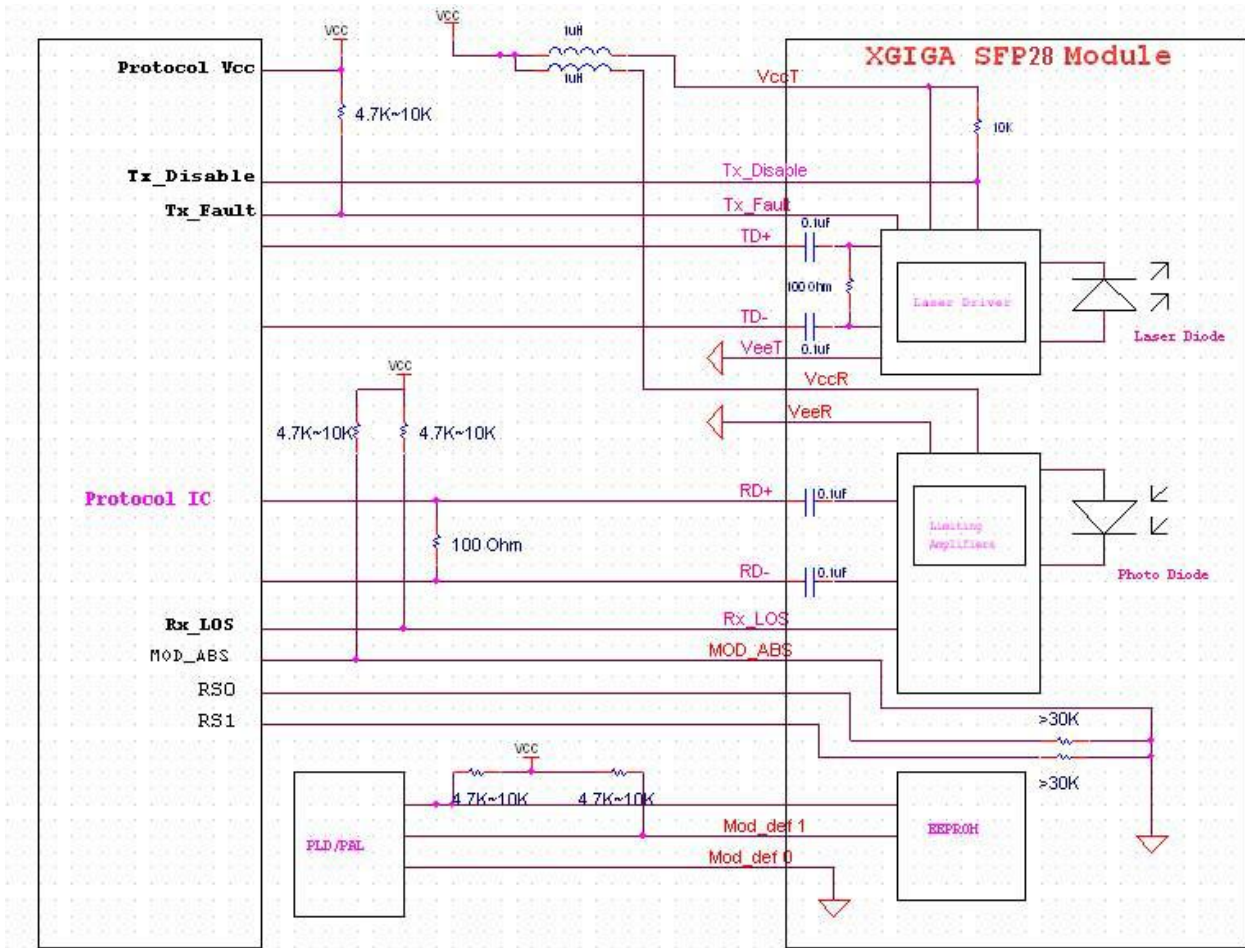 VCC
VCC
1uH
1uH
XGIGA SFP28 Module
Protocol Vcc
VccT
4.7K~10K
10K
Tx_Disable
Tx_Disable
Tx_Fault
Tx_Fault
0.1uf
TD+
100 Ohm
Laser Driver
TD-
Laser Diode
VeeT
0.1uf
VCC
VccR
VeeR
4.7K~10K
4.7K~10K
Protocol IC
RD+
0.1uf
100 Ohm
Limiting
Amplifiers
RD-
0.1uf
Photo Diode
Rx_LOS
Rx_LOS
MOD_ABS
MOD_ABS
RS0
RS1
>30K
>30K
VCC
4.7K~10K
4.7K~10K
Mod_def 1
EEPROM
PLD/PAL
Mod_def 0